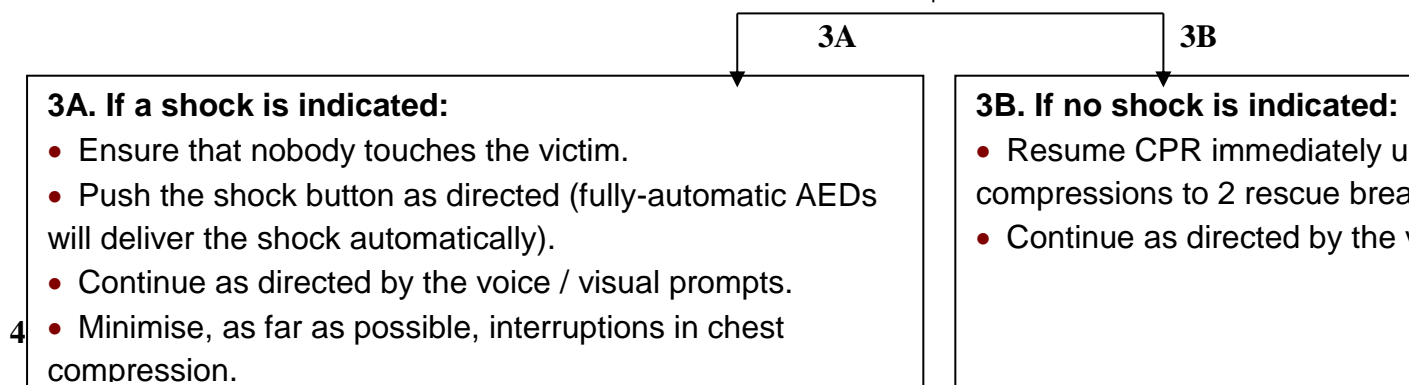 3A
3B
3A. If a shock is indicated:
• Ensure that nobody touches the victim.
• Push the shock button as directed (fully-automatic AEDs
will deliver the shock automatically).
• Continue as directed by the voice / visual prompts.
4
• Minimise, as far as possible, interruptions in chest
compression.
3B. If no shock is indicated:
• Resume CPR immediately
compressions to 2 rescue
• Continue as directed by the